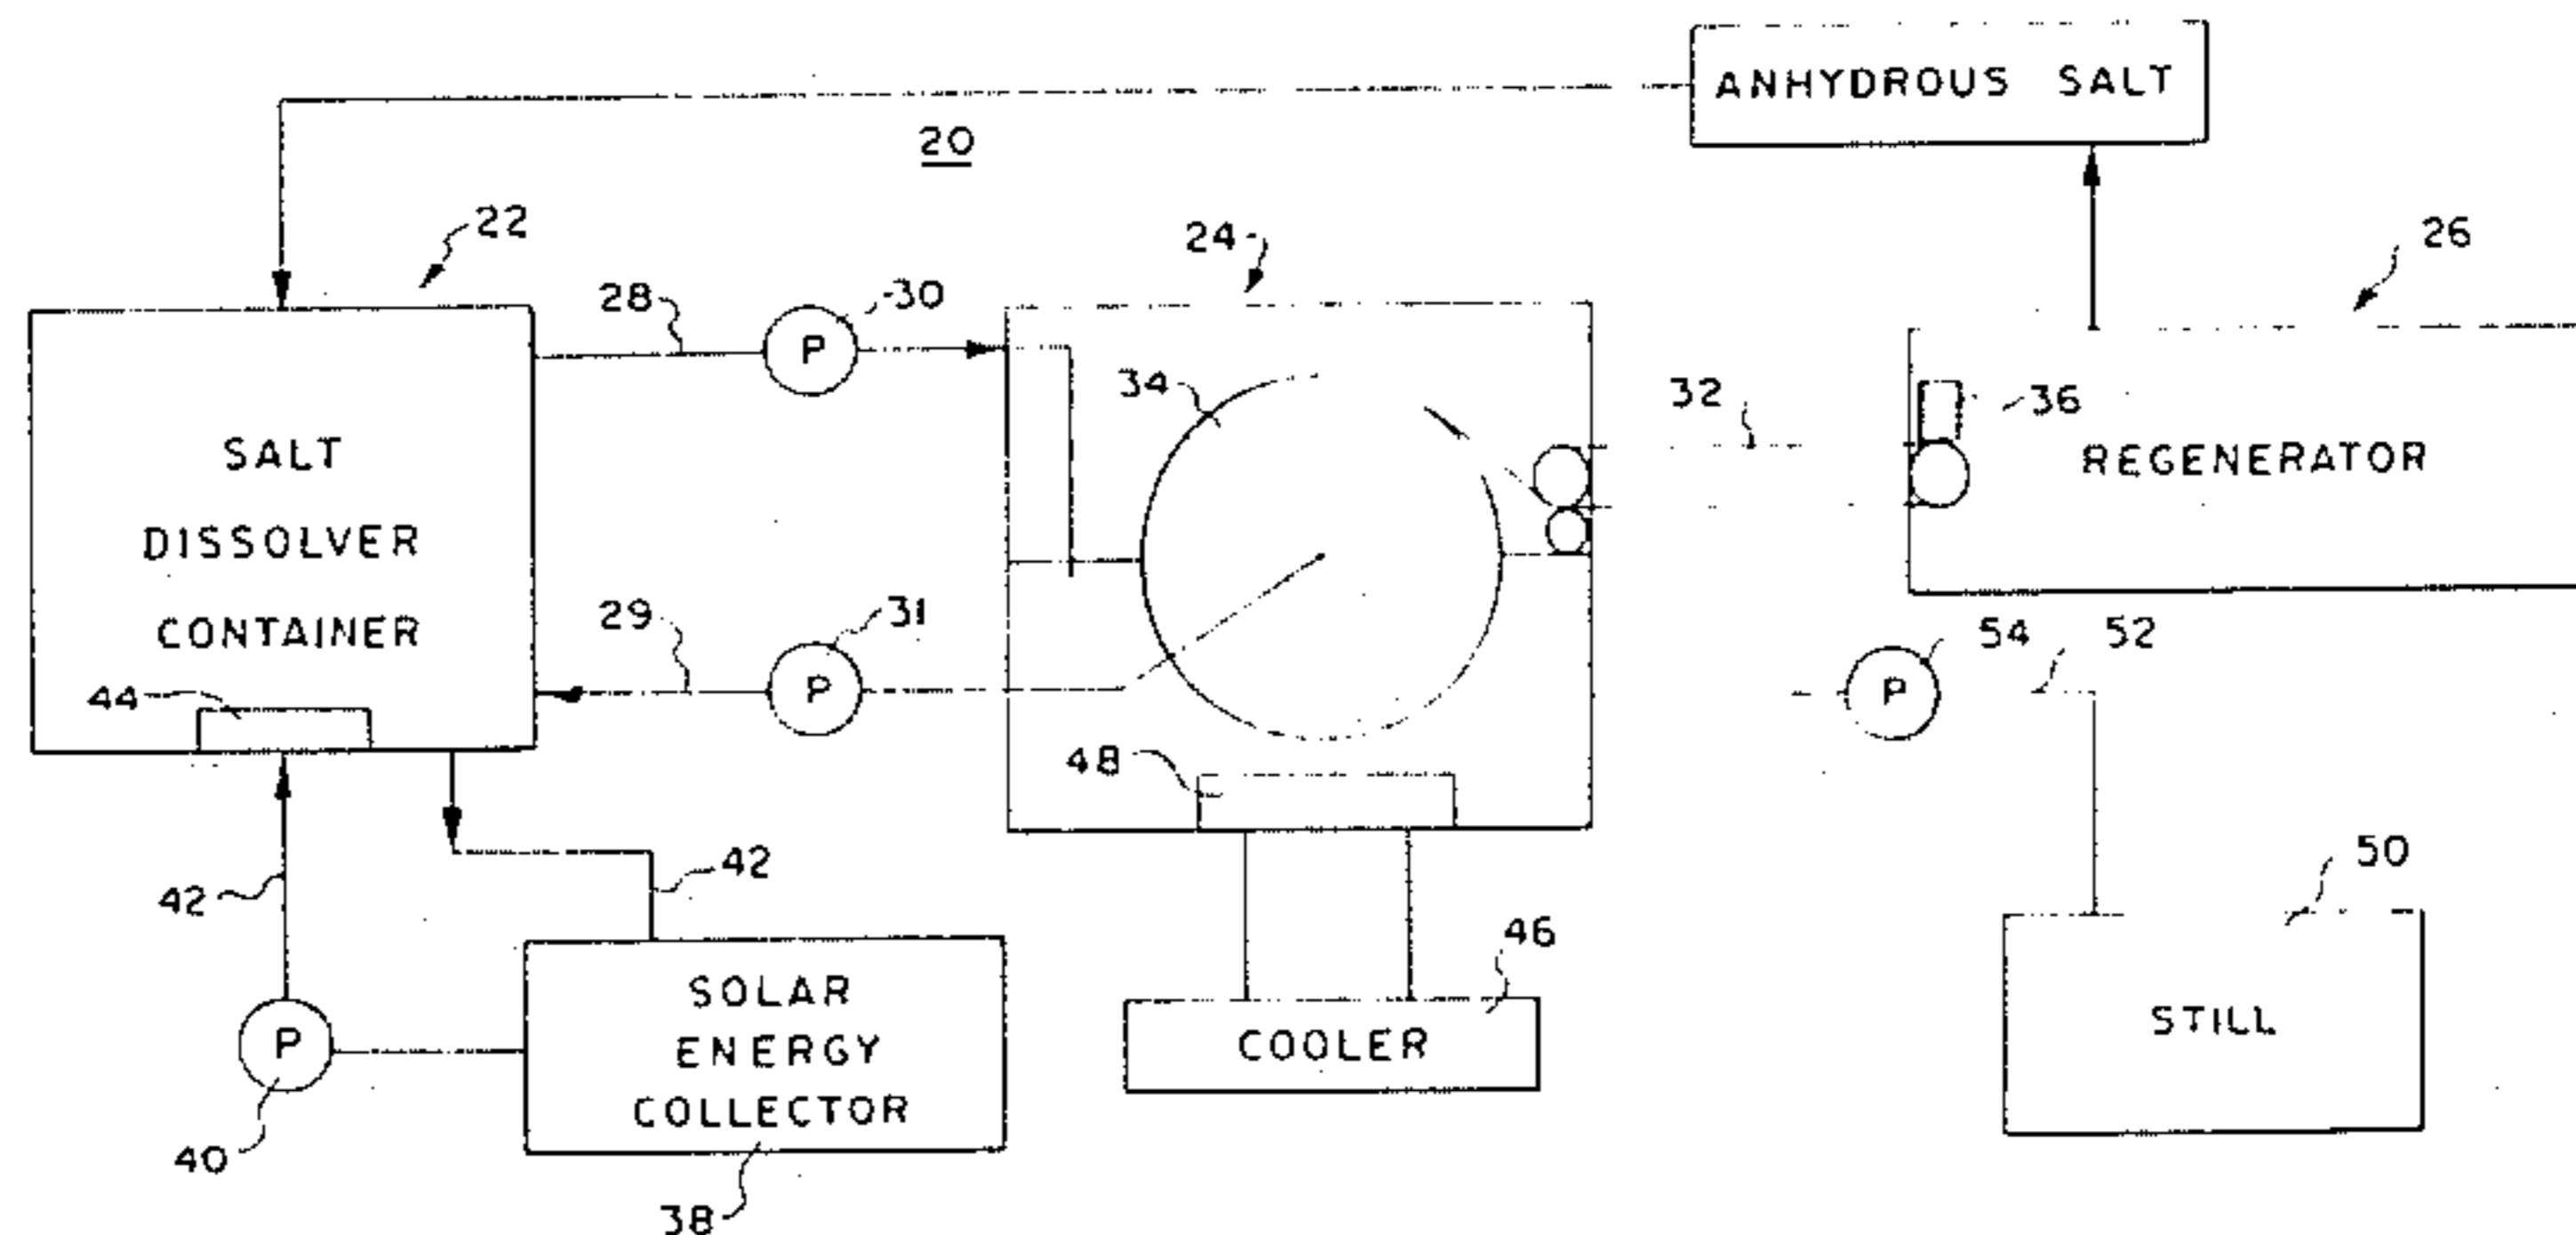 ANHYDROUS SALT
20
22
24
26
28
30
34
32
36
SALT
DISSOLVER
CONTAINER
REGENERATOR
P
29
31
P
44
48
54
52
P
42
42
50
46
SOLAR
ENERGY
COLLECTOR
COOLER
STILL
P
40
38